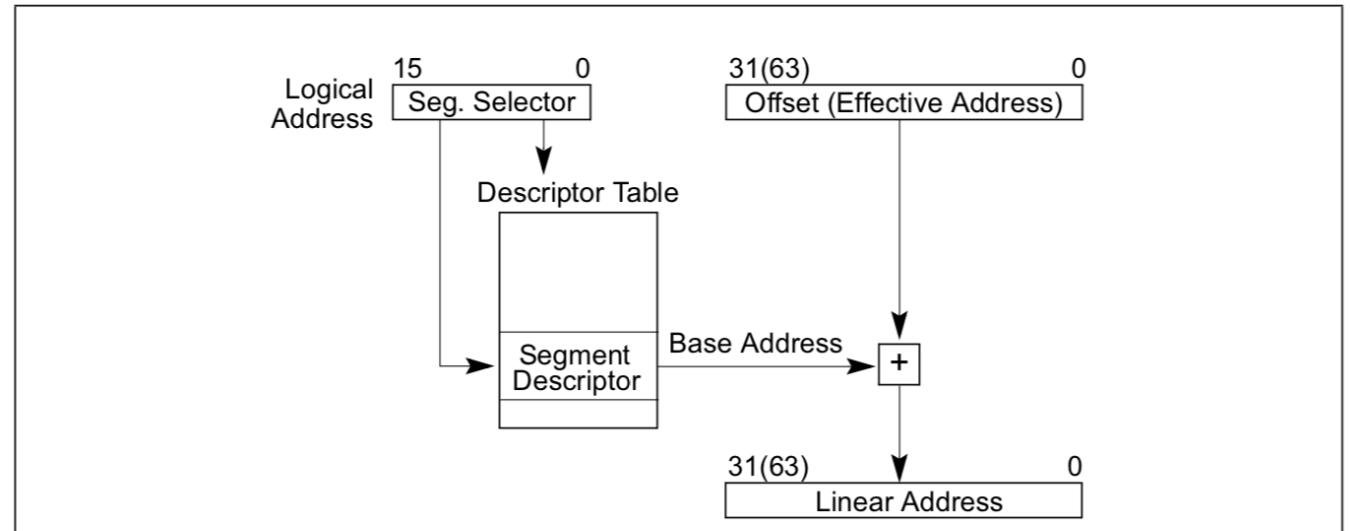 15 0
31(63) 0
Logical
Address
Seg. Selector
Offset (Effective Address)
Descriptor Table
Base Address
Segment
Descriptor
+
31(63) 0
Linear Address